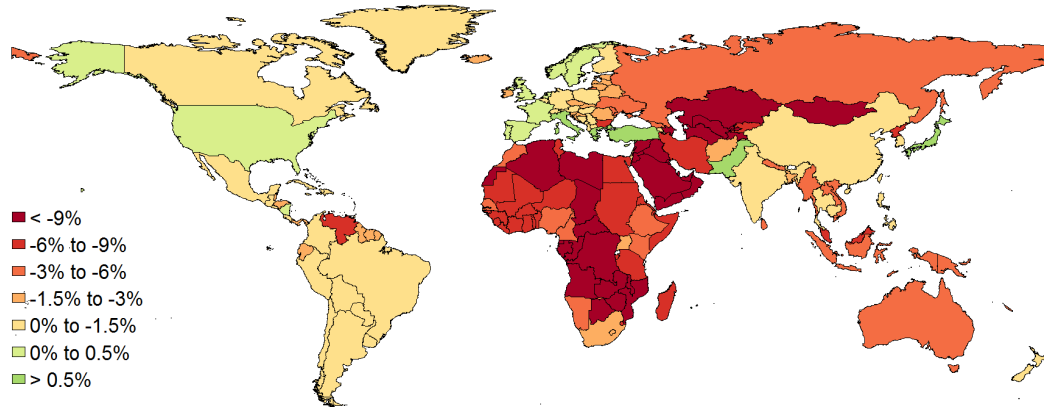 < -9%
-6% to -9%
-3% to -6%
-1.5% to -3%
0% to -1.5%
0% to 0.5%
> 0.5%